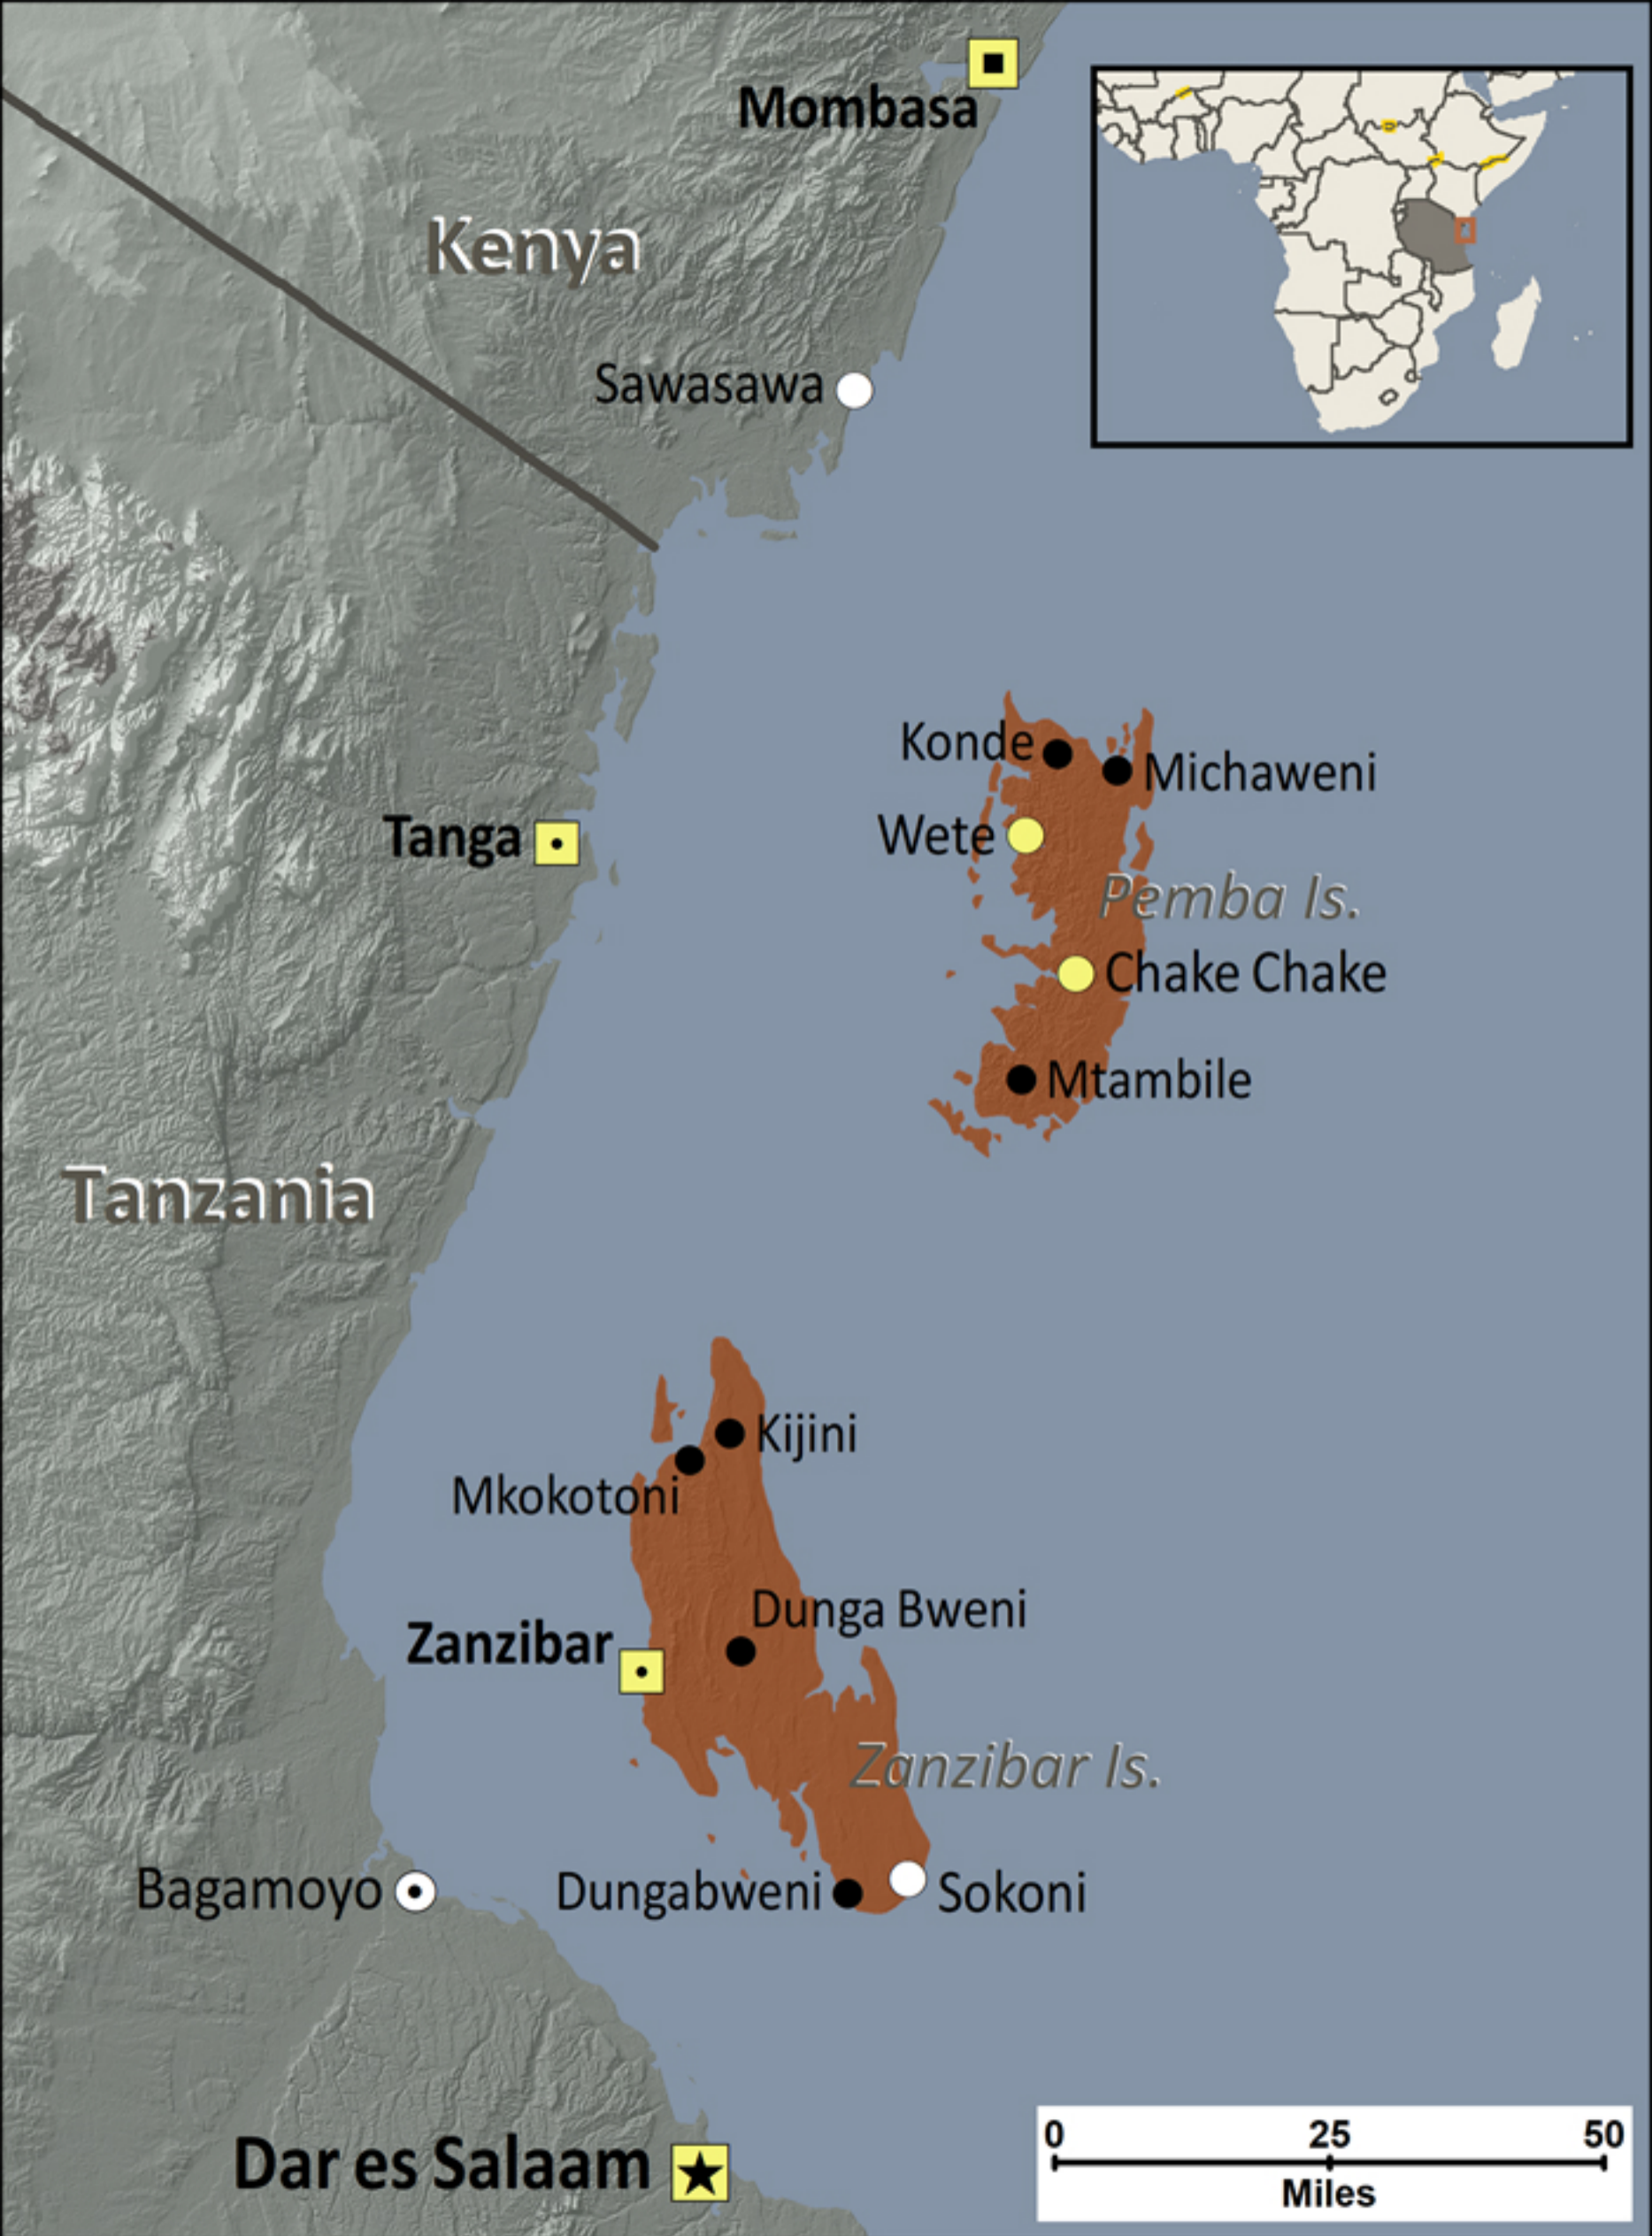 Mombasa
Kenya
Sawasawa
Konde
Michaweni
Wete
Tanga
Pemba Is.
Chake Chake
Mtambile
Tanzania
Kijini
Mkokotoni
Dunga Bweni
Zanzibar
Zanzibar Is.
Bagamoyo
Dungabweni
Sokoni
Dar es Salaam
0 25 50
Miles